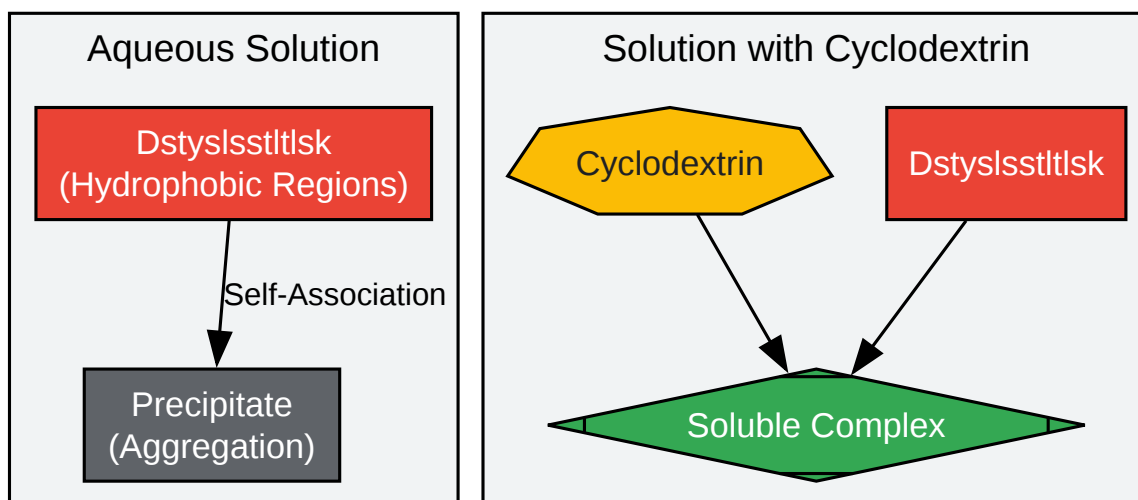 Aqueous Solution
Dstyslsstltlsk
(Hydrophobic Regions)
Self-Association
Precipitate
(Aggregation)
Solution with Cyclodextrin
Cyclodextrin
Dstyslsstltlsk
Soluble Complex